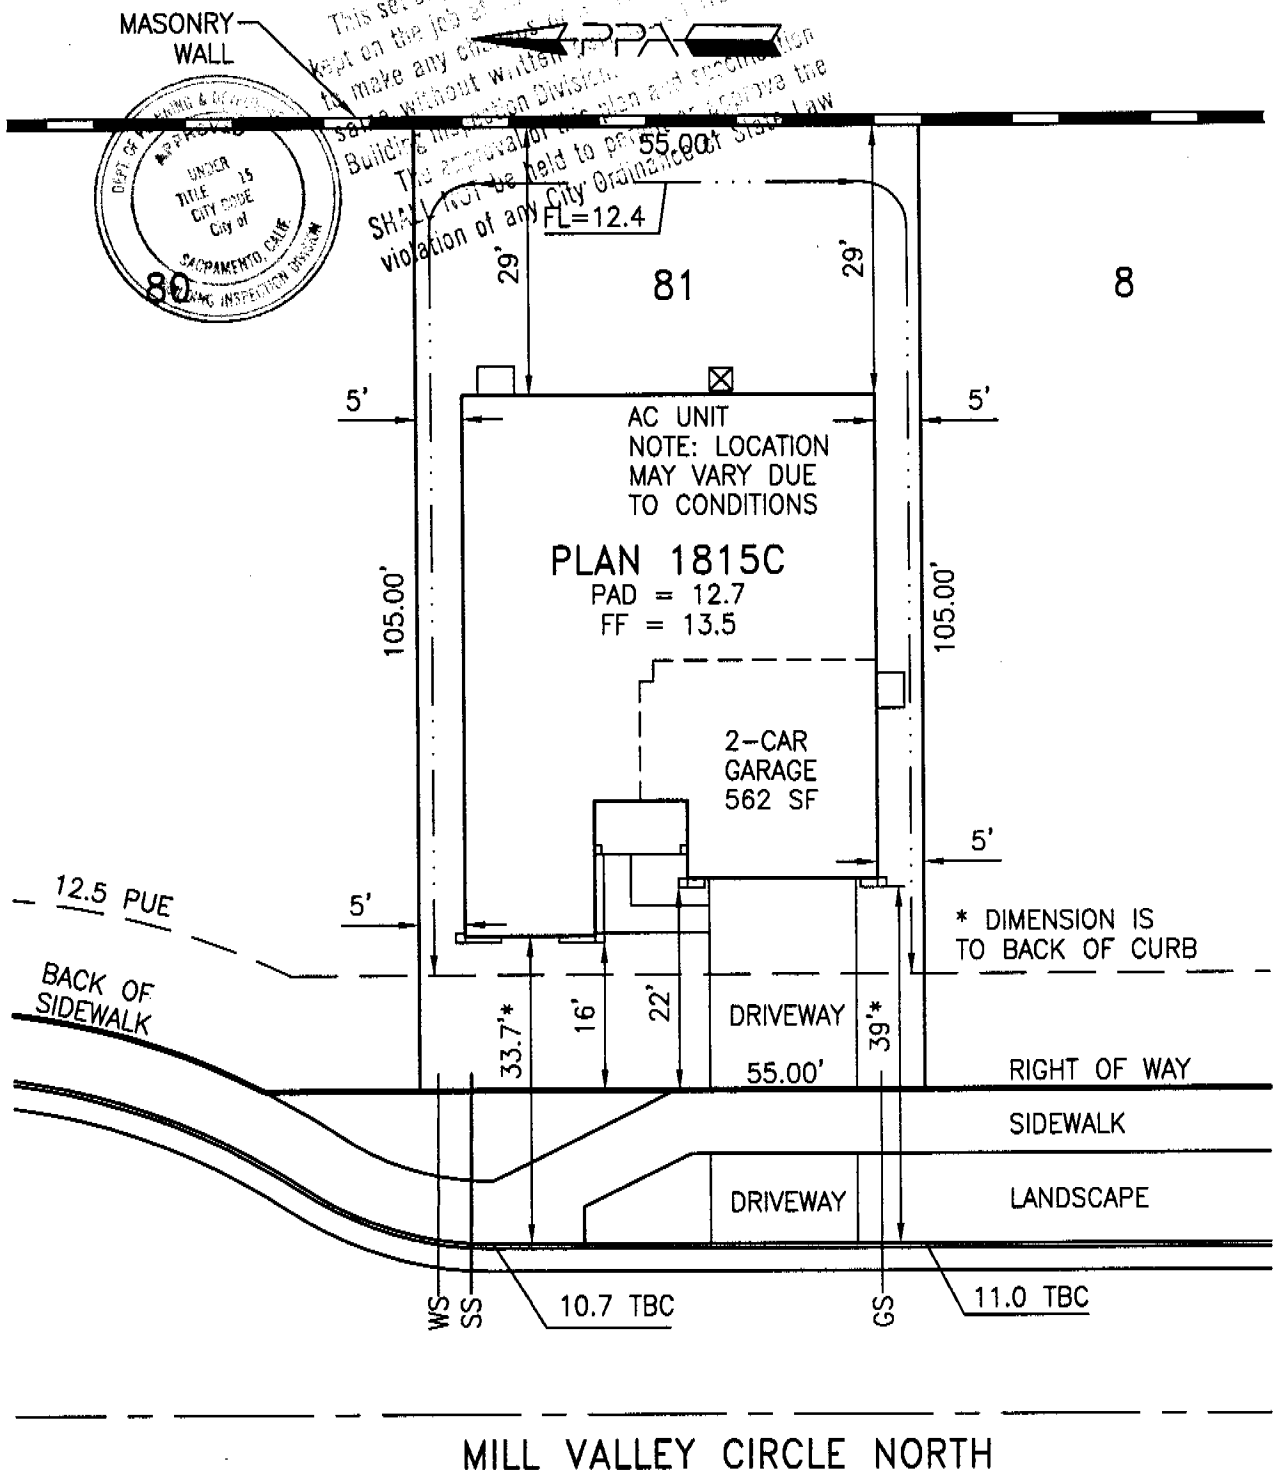 MASONRY
WALL
This set
kept on the job
to make any
without written
Building Inspection Division.
The approval of this plan and specification
SHALL NOT be held to approve the
violation of any City Ordinance or State Law
APPROVED
UNDER
TITLE 15
CITY CODE
City of
SACRAMENTO, CALIF.
BUILDING INSPECTION DIVISION
55.00'
FL=12.4
29'
29'
80
81
8
5'
5'
AC UNIT
NOTE: LOCATION
MAY VARY DUE
TO CONDITIONS
PLAN 1815C
PAD = 12.7
FF = 13.5
105.00'
105.00'
2-CAR
GARAGE
562 SF
5'
5'
12.5 PUE
* DIMENSION IS
TO BACK OF CURB
BACK OF
SIDEWALK
33.7'*
16'
22'
DRIVEWAY
39'*
55.00'
RIGHT OF WAY
SIDEWALK
DRIVEWAY
LANDSCAPE
WS
SS
10.7 TBC
GS
11.0 TBC
MILL VALLEY CIRCLE NORTH